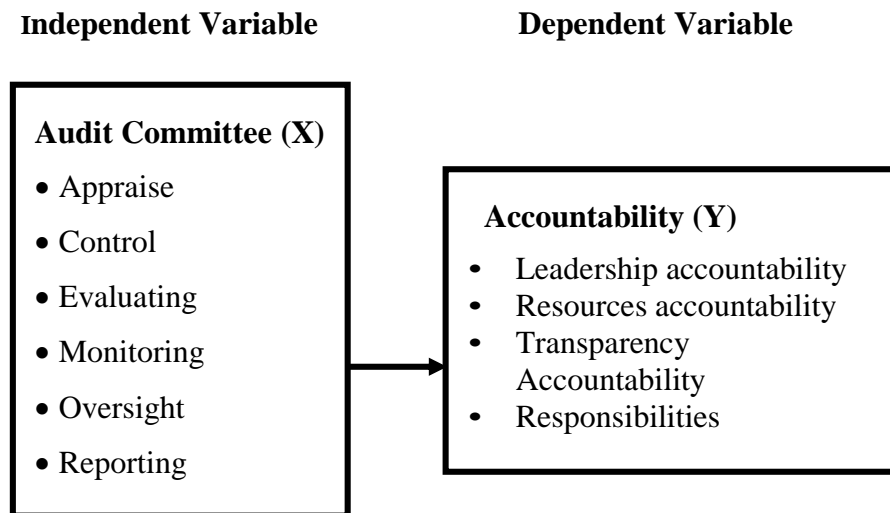 Independent Variable
Dependent Variable
Audit Committee (X)
• Appraise
• Control
• Evaluating
• Monitoring
• Oversight
• Reporting
Accountability (Y)
• Leadership accountability
• Resources accountability
• Transparency
Accountability
• Responsibilities